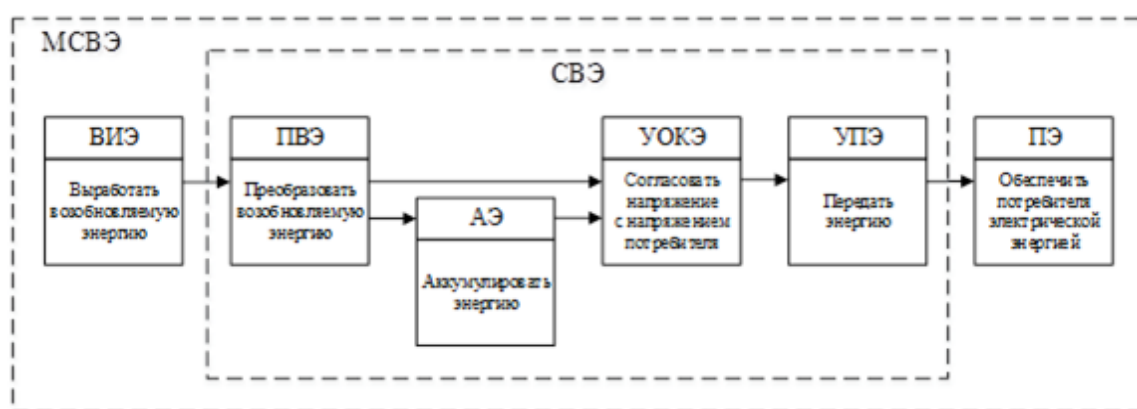 МСВЭ
СВЭ
ВИЭ
Выработать
возобновляемую
энергию
ПВЭ
Преобразовать
возобновляемую
энергию
АЭ
Аккумулировать
энергию
УОКЭ
Согласовать
напряжение
с напряжением
потребителя
УПЭ
Передать
энергию
ПЭ
Обеспечить
потребителя
электрической
энергией